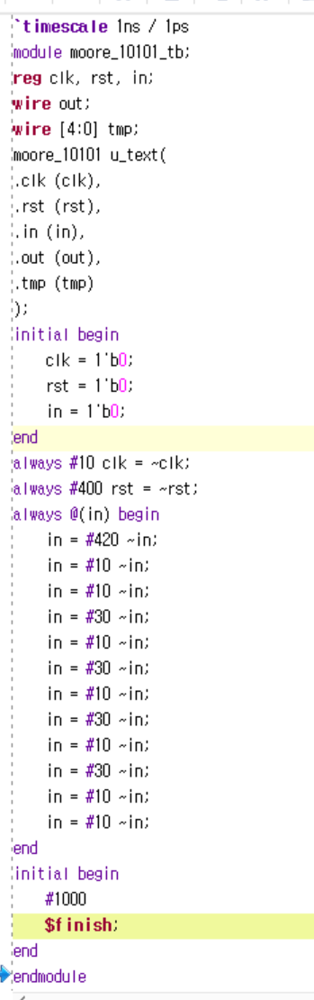 `timescale 1ns / 1ps
module moore_10101_tb;
reg clk, rst, in;
wire out;
wire [4:0] tmp;
moore_10101 u_text(
.clk (clk),
.rst (rst),
.in (in),
.out (out),
.tmp (tmp)
);
initial begin
    clk = 1'b0;
    rst = 1'b0;
    in = 1'b0;
end
always #10 clk = ~clk;
always #400 rst = ~rst;
always @(in) begin
    in = #420 ~in;
    in = #10 ~in;
    in = #10 ~in;
    in = #30 ~in;
    in = #10 ~in;
    in = #30 ~in;
    in = #10 ~in;
    in = #30 ~in;
    in = #10 ~in;
    in = #30 ~in;
    in = #10 ~in;
    in = #10 ~in;
end
initial begin
    #1000
    $finish;
end
endmodule